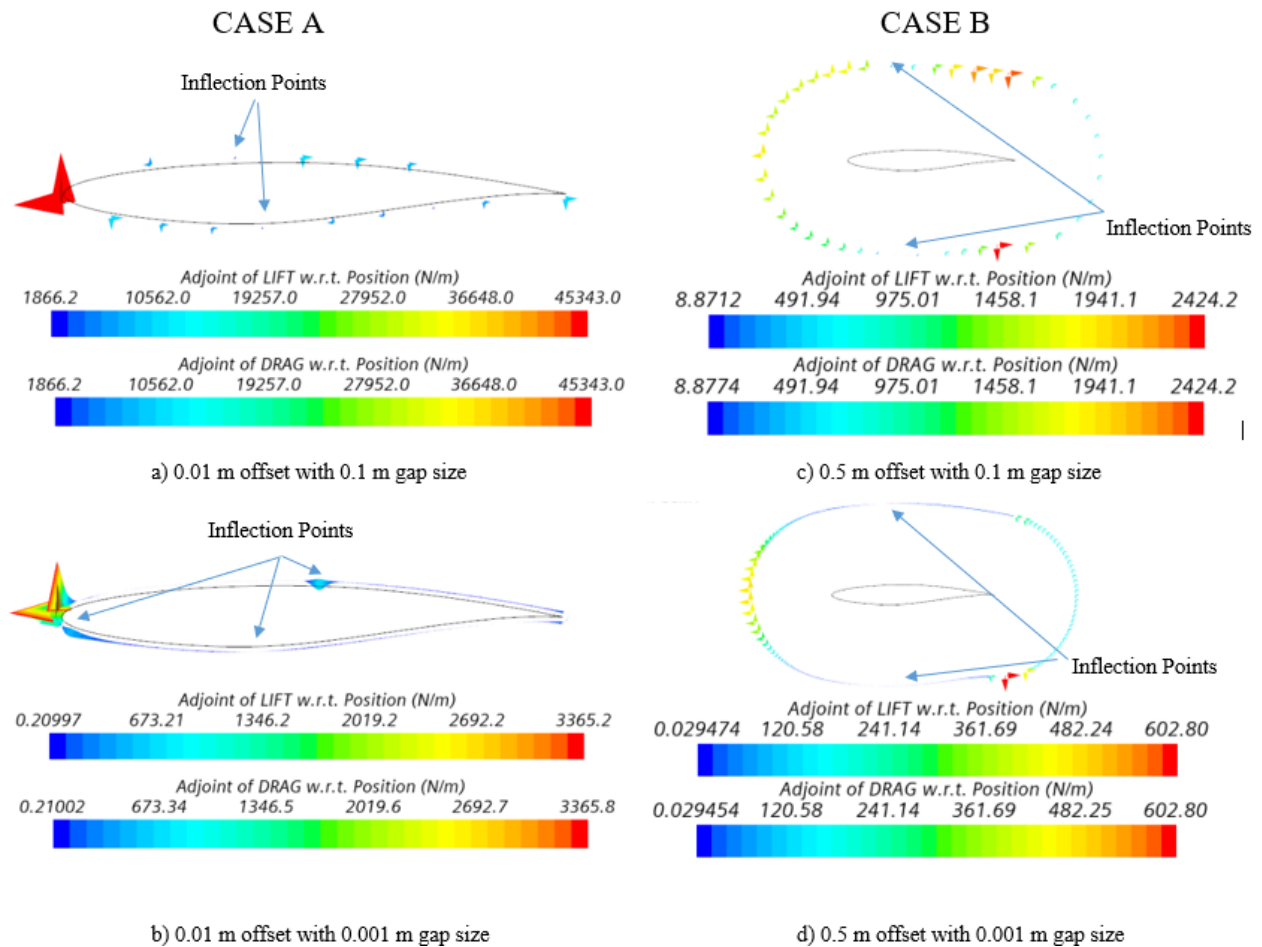 CASE A
Inflection Points
Adjoint of LIFT w.r.t. Position (N/m)
1866.2 10562.0 19257.0 27952.0 36648.0 45343.0
Adjoint of DRAG w.r.t. Position (N/m)
1866.2 10562.0 19257.0 27952.0 36648.0 45343.0
a) 0.01 m offset with 0.1 m gap size
Inflection Points
Adjoint of LIFT w.r.t. Position (N/m)
0.20997 673.21 1346.2 2019.2 2692.2 3365.2
Adjoint of DRAG w.r.t. Position (N/m)
0.21002 673.34 1346.5 2019.6 2692.7 3365.8
b) 0.01 m offset with 0.001 m gap size
CASE B
Inflection Points
Adjoint of LIFT w.r.t. Position (N/m)
8.8712 491.94 975.01 1458.1 1941.1 2424.2
Adjoint of DRAG w.r.t. Position (N/m)
8.8774 491.94 975.01 1458.1 1941.1 2424.2
c) 0.5 m offset with 0.1 m gap size
Inflection Points
Adjoint of LIFT w.r.t. Position (N/m)
0.029474 120.58 241.14 361.69 482.24 602.80
Adjoint of DRAG w.r.t. Position (N/m)
0.029454 120.58 241.14 361.69 482.25 602.80
d) 0.5 m offset with 0.001 m gap size